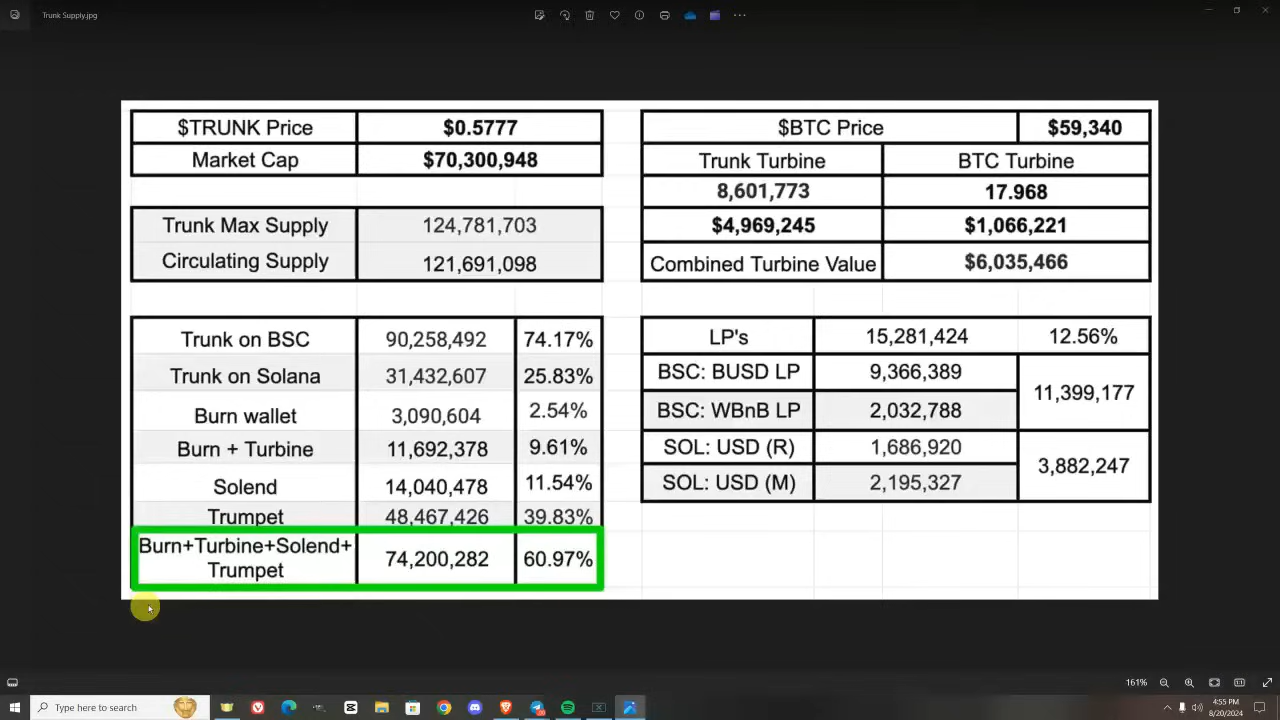 Trunk Supply.jpg
$TRUNK Price $0.5777
Market Cap $70,300,948
Trunk Max Supply 124,781,703
Circulating Supply 121,691,098
Trunk on BSC 90,258,492 74.17%
Trunk on Solana 31,432,607 25.83%
Burn wallet 3,090,604 2.54%
Burn + Turbine 11,692,378 9.61%
Solend 14,040,478 11.54%
Trumpet 48,467,426 39.83%
Burn+Turbine+Solend+
Trumpet 74,200,282 60.97%
$BTC Price $59,340
Trunk Turbine BTC Turbine
8,601,773 17.968
$4,969,245 $1,066,221
Combined Turbine Value $6,035,466
LP's 15,281,424 12.56%
BSC: BUSD LP 9,366,389
11,399,177
BSC: WBnB LP 2,032,788
SOL: USD (R) 1,686,920
3,882,247
SOL: USD (M) 2,195,327
161%
Type here to search
4:55 PM
8/20/2024